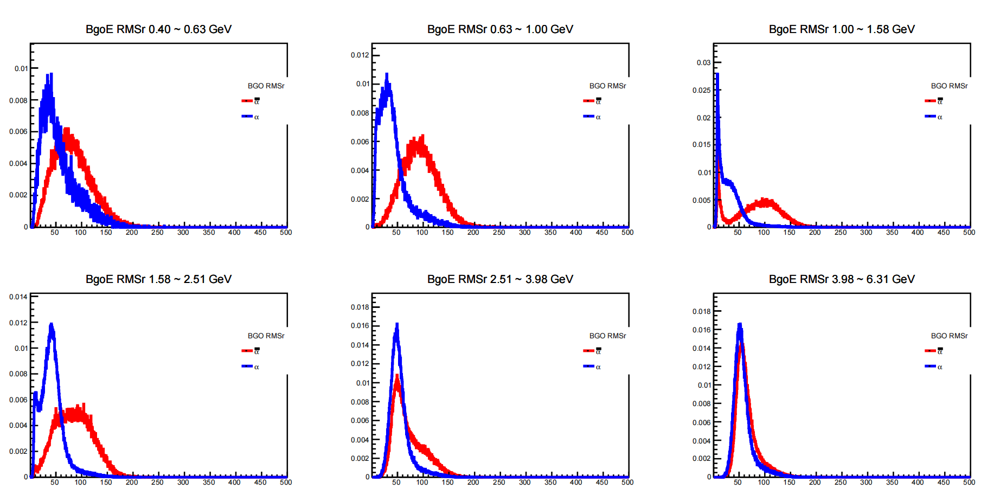 BgoE RMSr 0.40 ~ 0.63 GeV
0.01
0.008
0.006
0.004
0.002
0
50 100 150 200 250 300 350 400 450 500
BGO RMSr
α̅
α
BgoE RMSr 0.63 ~ 1.00 GeV
0.012
0.01
0.008
0.006
0.004
0.002
0
50 100 150 200 250 300 350 400 450 500
BGO RMSr
α̅
α
BgoE RMSr 1.00 ~ 1.58 GeV
0.03
0.025
0.02
0.015
0.01
0.005
0
50 100 150 200 250 300 350 400 450 500
BGO RMSr
α̅
α
BgoE RMSr 1.58 ~ 2.51 GeV
0.014
0.012
0.01
0.008
0.006
0.004
0.002
0
50 100 150 200 250 300 350 400 450 500
BGO RMSr
α̅
α
BgoE RMSr 2.51 ~ 3.98 GeV
0.018
0.016
0.014
0.012
0.01
0.008
0.006
0.004
0.002
0
50 100 150 200 250 300 350 400 450 500
BGO RMSr
α̅
α
BgoE RMSr 3.98 ~ 6.31 GeV
0.018
0.016
0.014
0.012
0.01
0.008
0.006
0.004
0.002
0
50 100 150 200 250 300 350 400 450 500
BGO RMSr
α̅
α